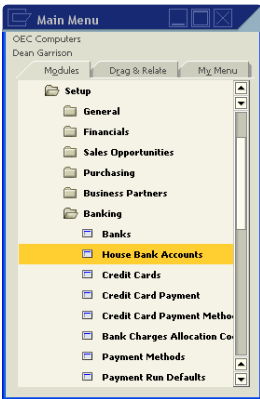 Main Menu
OEC Computers
Dean Garrison
Modules Drag & Relate My Menu
Setup
General
Financials
Sales Opportunities
Purchasing
Business Partners
Banking
Banks
House Bank Accounts
Credit Cards
Credit Card Payment
Credit Card Payment Metho
Bank Charges Allocation Co
Payment Methods
Payment Run Defaults